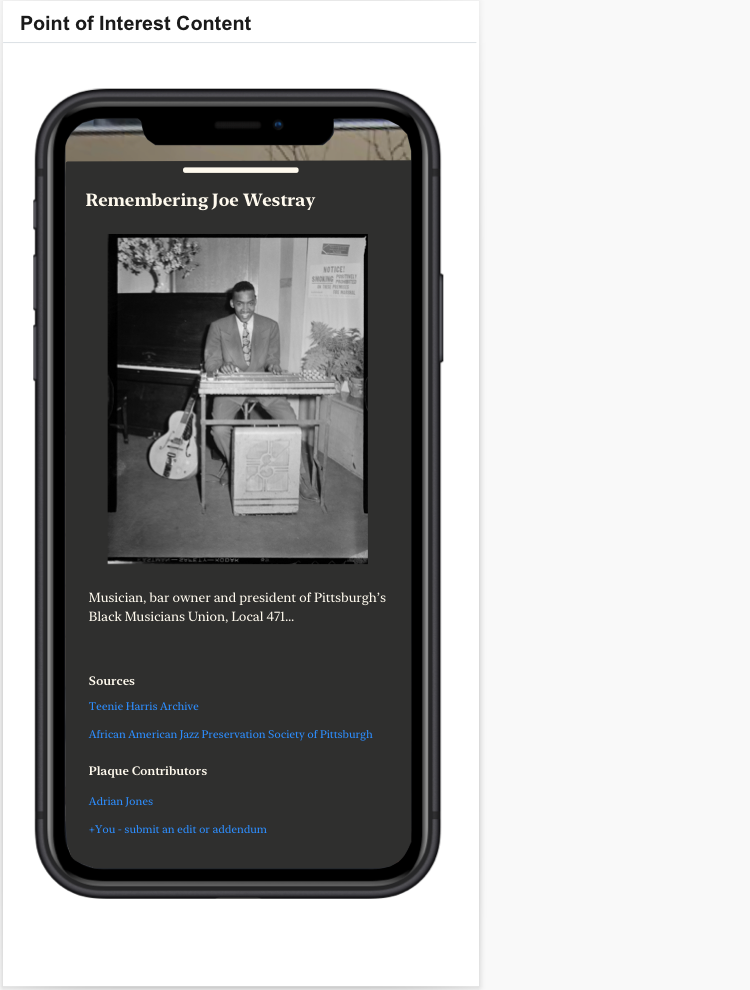 Point of Interest Content
Remembering Joe Westray
NOTICE!
SMOKING POSITIVELY
PROHIBITED
Musician, bar owner and president of Pittsburgh's
Black Musicians Union, Local 471...
Sources
Teenie Harris Archive
African American Jazz Preservation Society of Pittsburgh
Plaque Contributors
Adrian Jones
+You - submit an edit or addendum